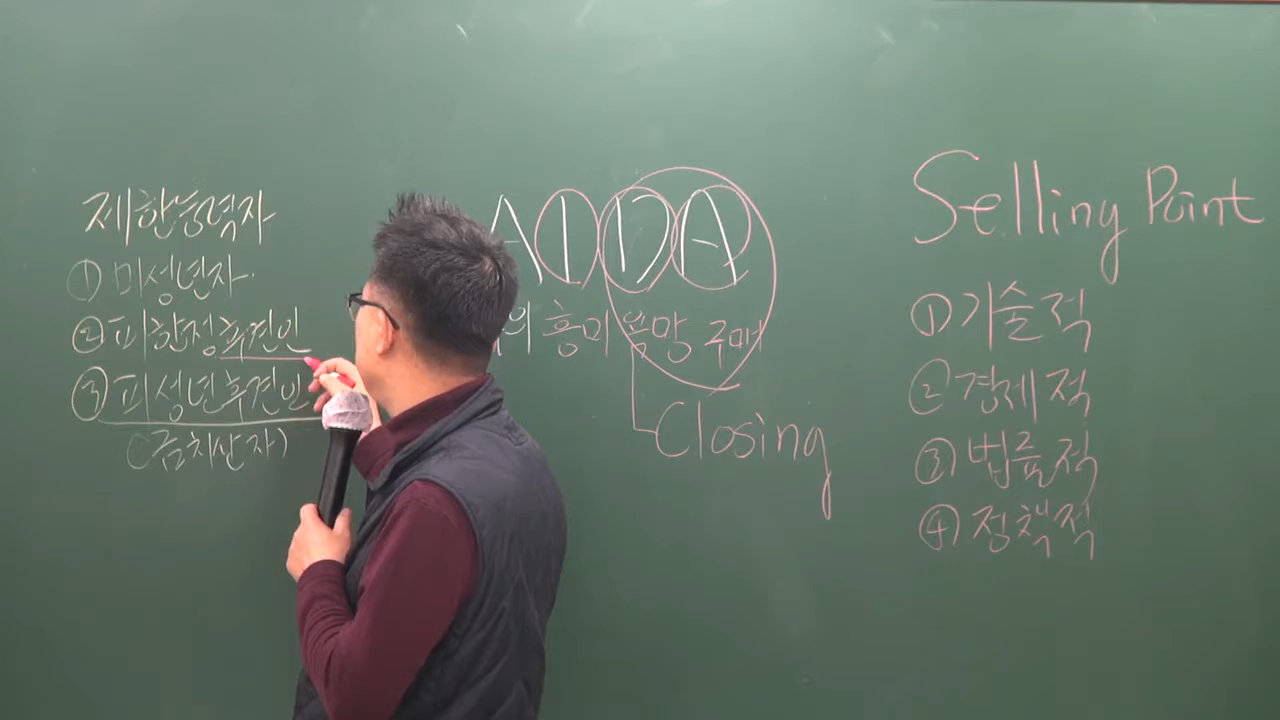 제한능력자
① 미성년자
② 피한정후견인
③ 피성년후견인
(금치산자)
A I D A
의 흥미 욕망 구매
Closing
Selling Point
① 기술적
② 경제적
③ 법률적
④ 정책적